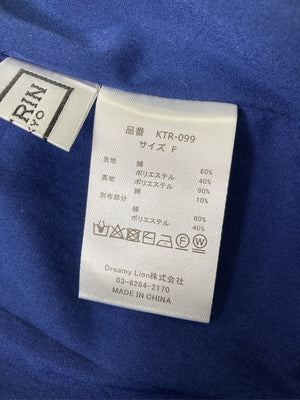 RIN
KYO
品番 KTR-099
サイズ F
表地 綿 60%
ポリエステル 40%
裏地 ポリエステル 90%
綿 10%
別布部分
綿 60%
ポリエステル 40%
Dreamy Lion株式会社
03-6264-2170
MADE IN CHINA